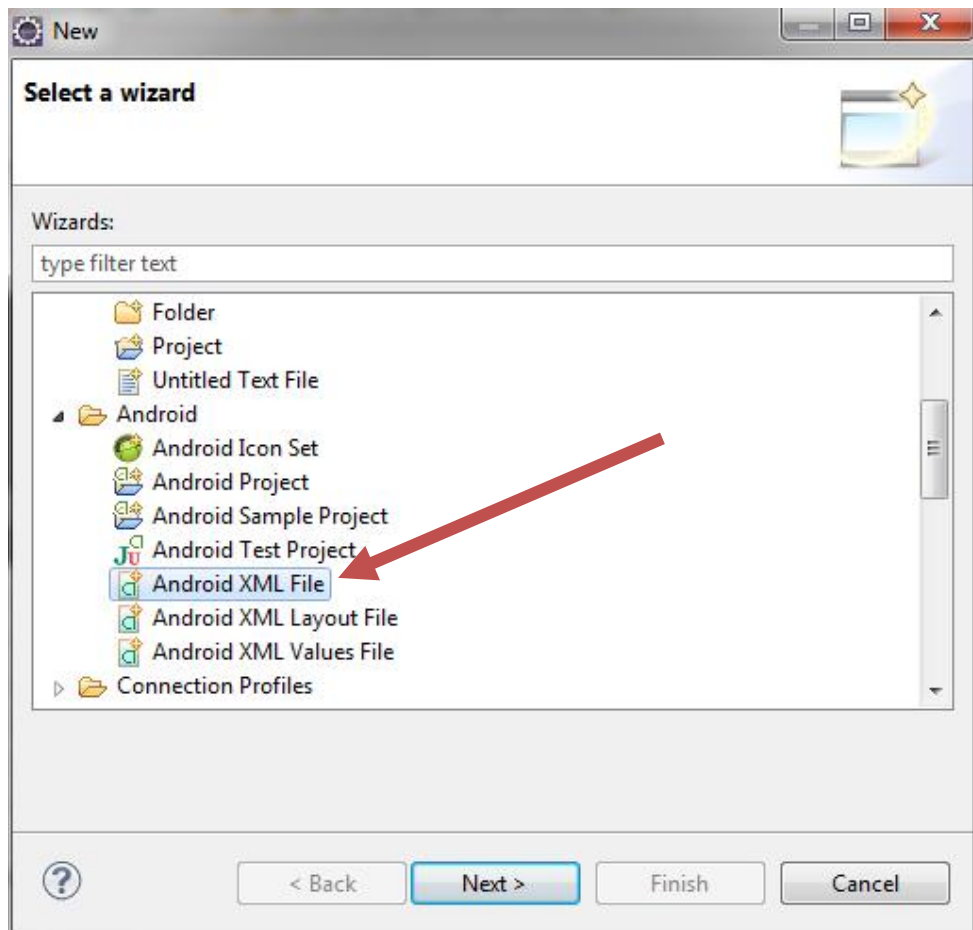 New
Select a wizard
Wizards:
type filter text
Folder
Project
Untitled Text File
Android
Android Icon Set
Android Project
Android Sample Project
Android Test Project
Android XML File
Android XML Layout File
Android XML Values File
Connection Profiles
? < Back Next > Finish Cancel